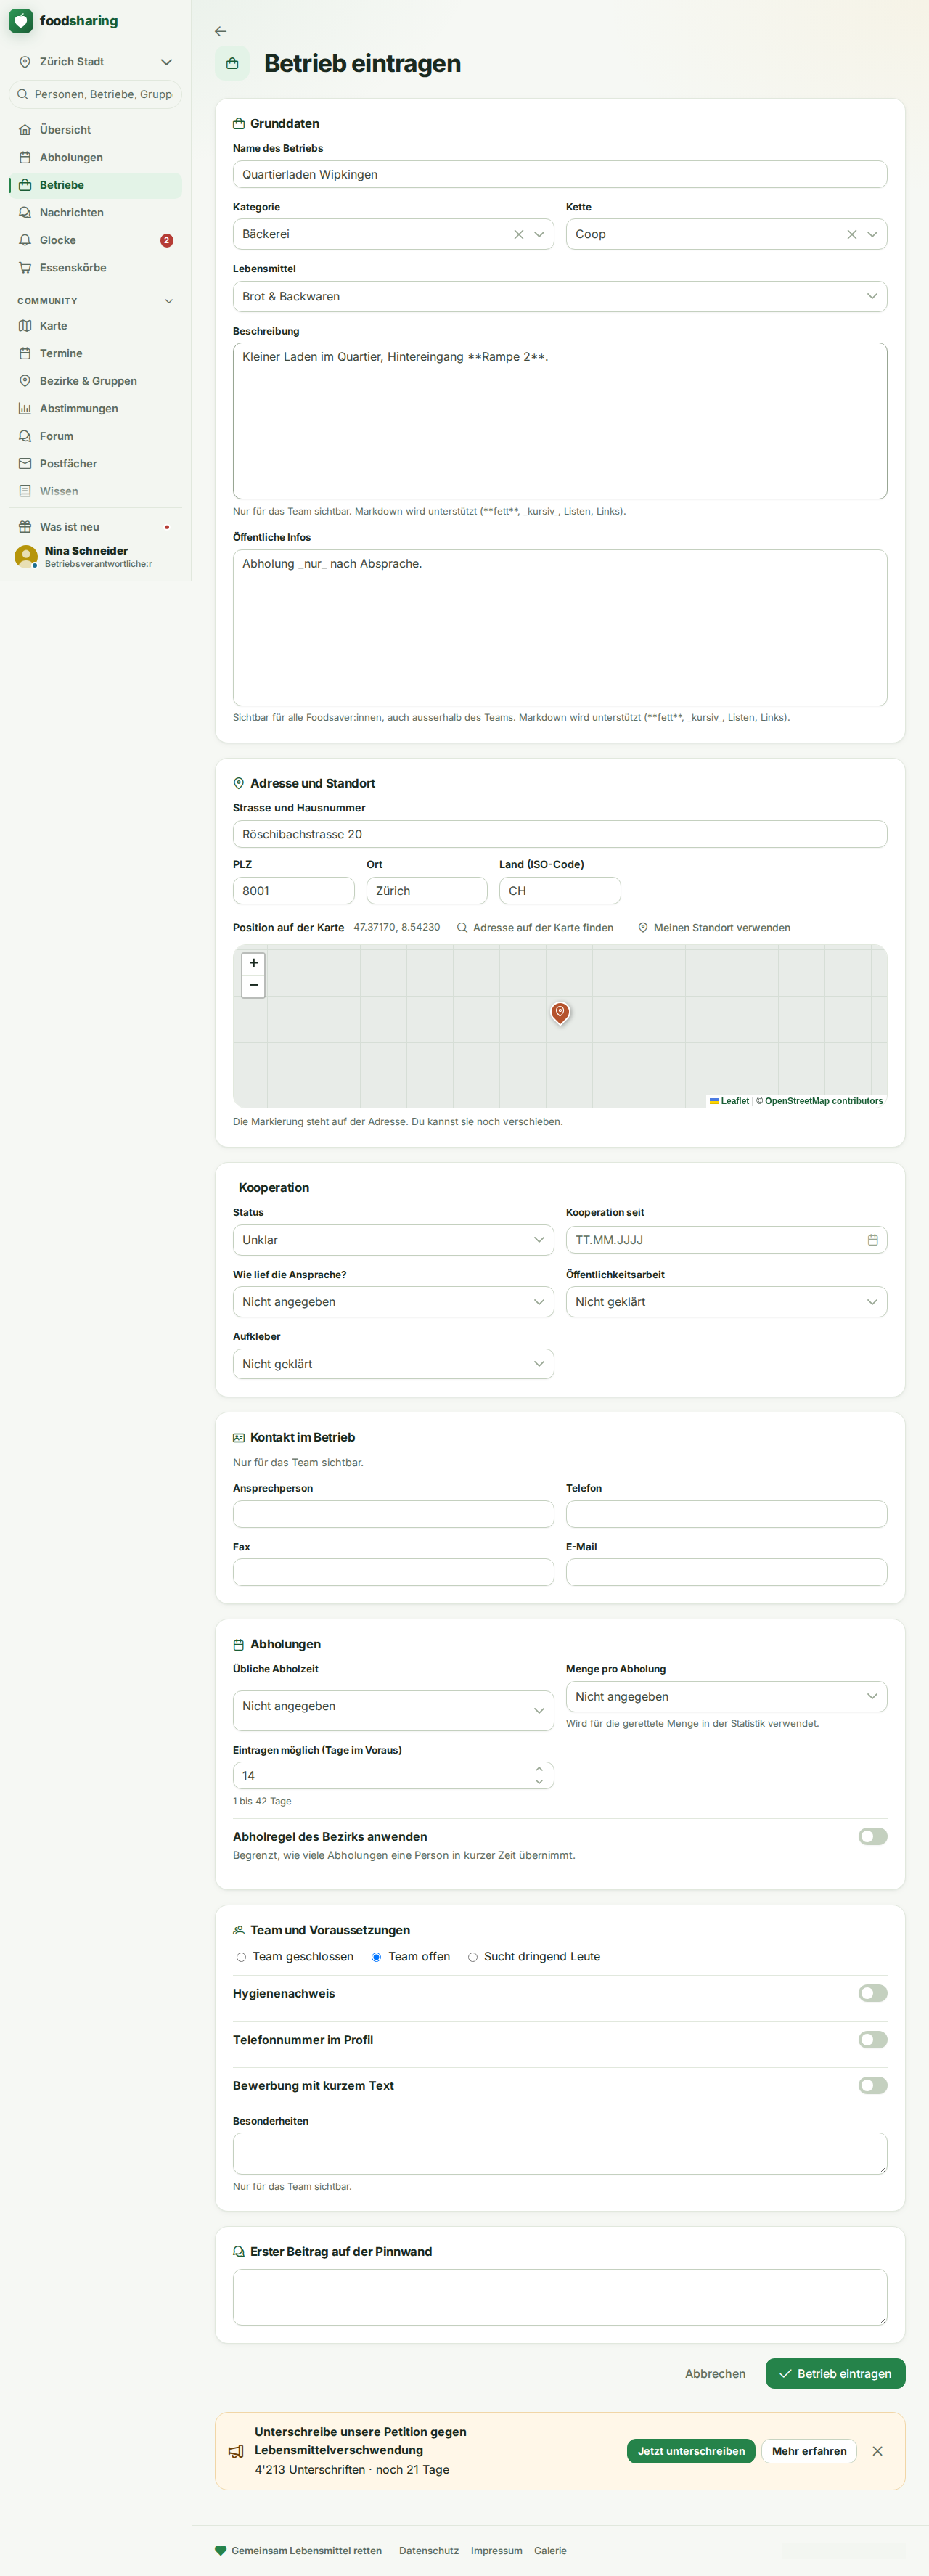 foodsharing
Zürich Stadt
Personen, Betriebe, Grupp
Übersicht
Abholungen
Betriebe
Nachrichten
Glocke 2
Essenskörbe
COMMUNITY
Karte
Termine
Bezirke & Gruppen
Abstimmungen
Forum
Postfächer
Wissen
Was ist neu
Nina Schneider
Betriebsverantwortliche:r
Betrieb eintragen
Grunddaten
Name des Betriebs
Quartierladen Wipkingen
Kategorie Kette
Bäckerei Coop
Lebensmittel
Brot & Backwaren
Beschreibung
Kleiner Laden im Quartier, Hintereingang **Rampe 2**.
Nur für das Team sichtbar. Markdown wird unterstützt (**fett**, _kursiv_, Listen, Links).
Öffentliche Infos
Abholung _nur_ nach Absprache.
Sichtbar für alle Foodsaver:innen, auch ausserhalb des Teams. Markdown wird unterstützt (**fett**, _kursiv_, Listen, Links).
Adresse und Standort
Strasse und Hausnummer
Röschibachstrasse 20
PLZ Ort Land (ISO-Code)
8001 Zürich CH
Position auf der Karte 47.37170, 8.54230 Adresse auf der Karte finden Meinen Standort verwenden
+
−
Leaflet | © OpenStreetMap contributors
Die Markierung steht auf der Adresse. Du kannst sie noch verschieben.
Kooperation
Status Kooperation seit
Unklar TT.MM.JJJJ
Wie lief die Ansprache? Öffentlichkeitsarbeit
Nicht angegeben Nicht geklärt
Aufkleber
Nicht geklärt
Kontakt im Betrieb
Nur für das Team sichtbar.
Ansprechperson Telefon
Fax E-Mail
Abholungen
Übliche Abholzeit Menge pro Abholung
Nicht angegeben Nicht angegeben
Wird für die gerettete Menge in der Statistik verwendet.
Eintragen möglich (Tage im Voraus)
14
1 bis 42 Tage
Abholregel des Bezirks anwenden
Begrenzt, wie viele Abholungen eine Person in kurzer Zeit übernimmt.
Team und Voraussetzungen
Team geschlossen Team offen Sucht dringend Leute
Hygienenachweis
Telefonnummer im Profil
Bewerbung mit kurzem Text
Besonderheiten
Nur für das Team sichtbar.
Erster Beitrag auf der Pinnwand
Abbrechen Betrieb eintragen
Unterschreibe unsere Petition gegen
Lebensmittelverschwendung
4'213 Unterschriften · noch 21 Tage
Jetzt unterschreiben Mehr erfahren
Gemeinsam Lebensmittel retten Datenschutz Impressum Galerie